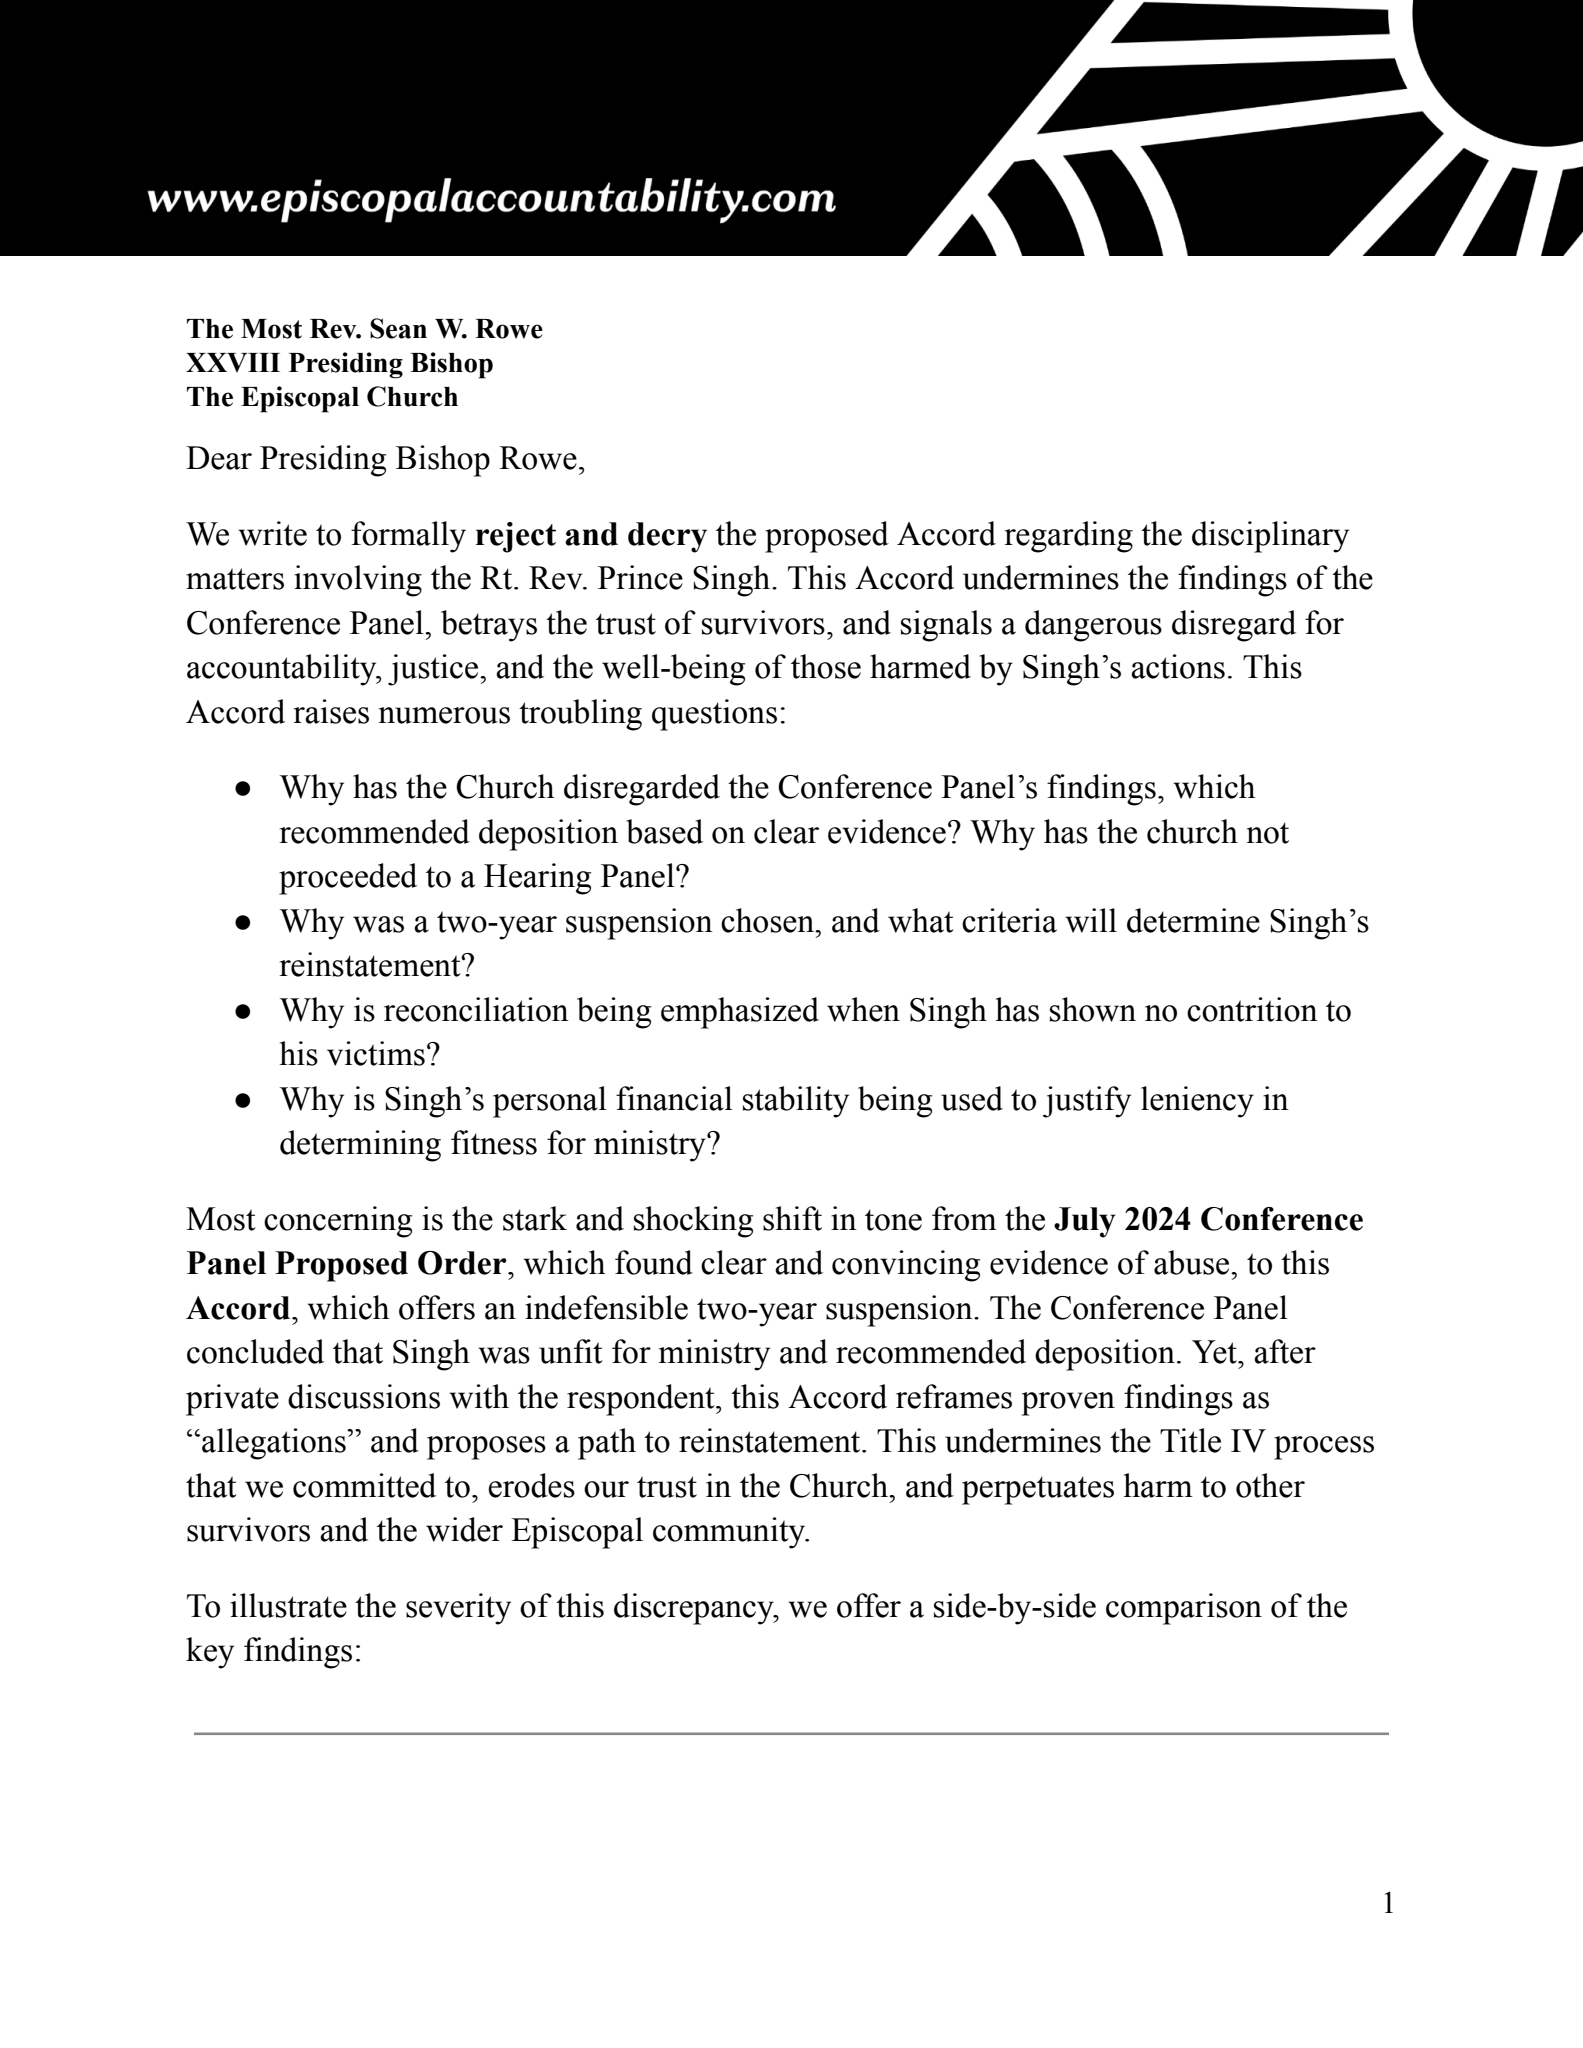 www.episcopalaccountability.com
The Most Rev. Sean W. Rowe
XXVIII Presiding Bishop
The Episcopal Church
Dear Presiding Bishop Rowe,
We write to formally reject and decry the proposed Accord regarding the disciplinary
matters involving the Rt. Rev. Prince Singh. This Accord undermines the findings of the
Conference Panel, betrays the trust of survivors, and signals a dangerous disregard for
accountability, justice, and the well-being of those harmed by Singh’s actions. This
Accord raises numerous troubling questions:
● Why has the Church disregarded the Conference Panel’s findings, which
recommended deposition based on clear evidence? Why has the church not
proceeded to a Hearing Panel?
● Why was a two-year suspension chosen, and what criteria will determine Singh’s
reinstatement?
● Why is reconciliation being emphasized when Singh has shown no contrition to
his victims?
● Why is Singh’s personal financial stability being used to justify leniency in
determining fitness for ministry?
Most concerning is the stark and shocking shift in tone from the July 2024 Conference
Panel Proposed Order, which found clear and convincing evidence of abuse, to this
Accord, which offers an indefensible two-year suspension. The Conference Panel
concluded that Singh was unfit for ministry and recommended deposition. Yet, after
private discussions with the respondent, this Accord reframes proven findings as
“allegations” and proposes a path to reinstatement. This undermines the Title IV process
that we committed to, erodes our trust in the Church, and perpetuates harm to other
survivors and the wider Episcopal community.
To illustrate the severity of this discrepancy, we offer a side-by-side comparison of the
key findings:
1